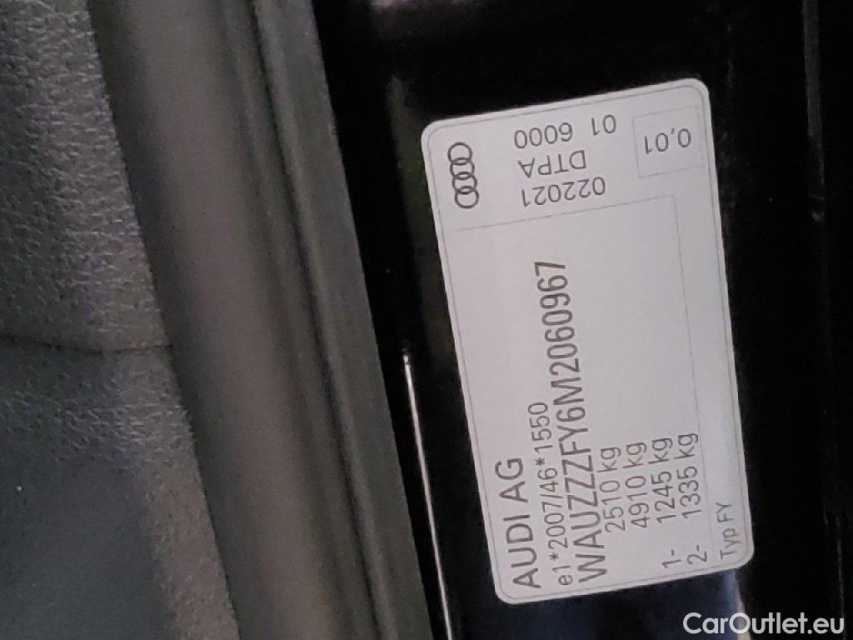 AUDI AG
e1*2007/46*1550
WAUZZZFY6M2060967
2510 kg
4910 kg
1- 1245 kg
2- 1335 kg
Typ FY
022021
DTPA
01 6000
0,01
CarOutlet.eu